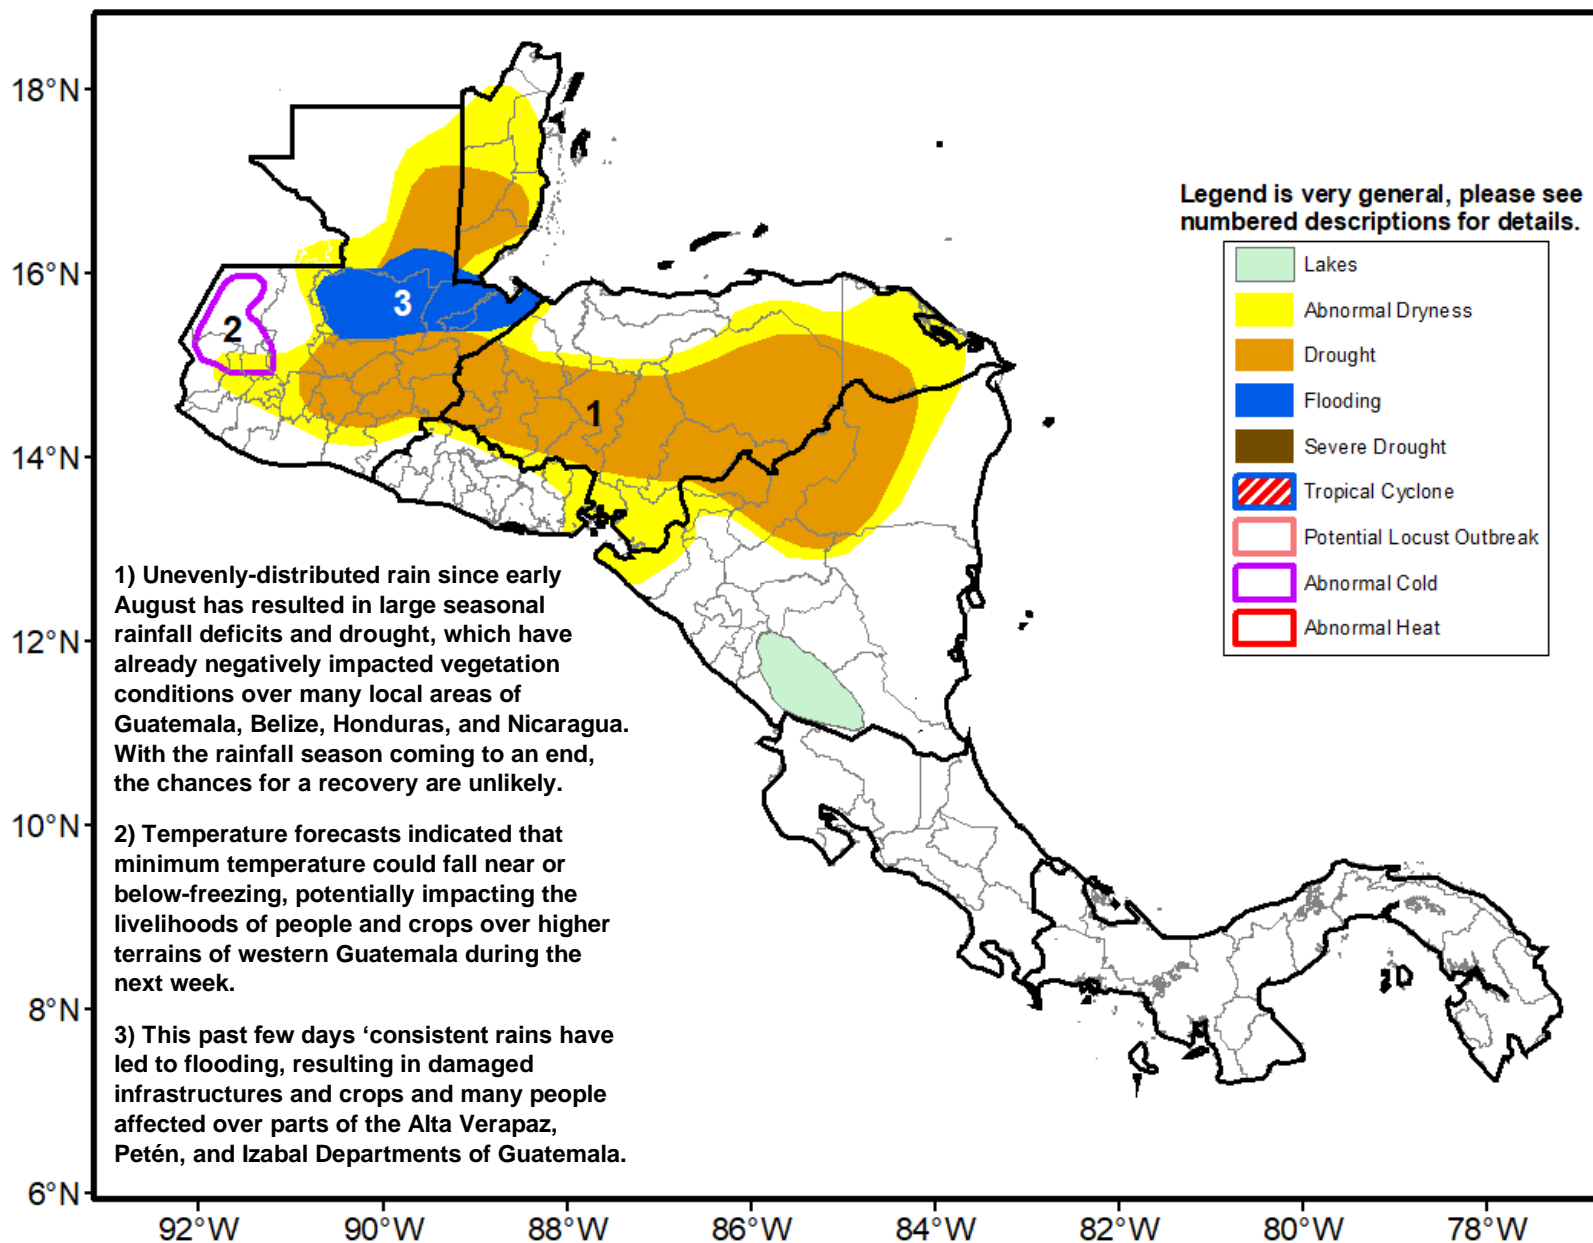 18°N
16°N
14°N
12°N
10°N
8°N
6°N
92°W
90°W
88°W
86°W
84°W
82°W
80°W
78°W
Legend is very general, please see
numbered descriptions for details.
Lakes
Abnormal Dryness
Drought
Flooding
Severe Drought
Tropical Cyclone
Potential Locust Outbreak
Abnormal Cold
Abnormal Heat
3
2
1
1) Unevenly-distributed rain since early
August has resulted in large seasonal
rainfall deficits and drought, which have
already negatively impacted vegetation
conditions over many local areas of
Guatemala, Belize, Honduras, and Nicaragua.
With the rainfall season coming to an end,
the chances for a recovery are unlikely.
2) Temperature forecasts indicated that
minimum temperature could fall near or
below-freezing, potentially impacting the
livelihoods of people and crops over higher
terrains of western Guatemala during the
next week.
3) This past few days ‘consistent rains have
led to flooding, resulting in damaged
infrastructures and crops and many people
affected over parts of the Alta Verapaz,
Petén, and Izabal Departments of Guatemala.